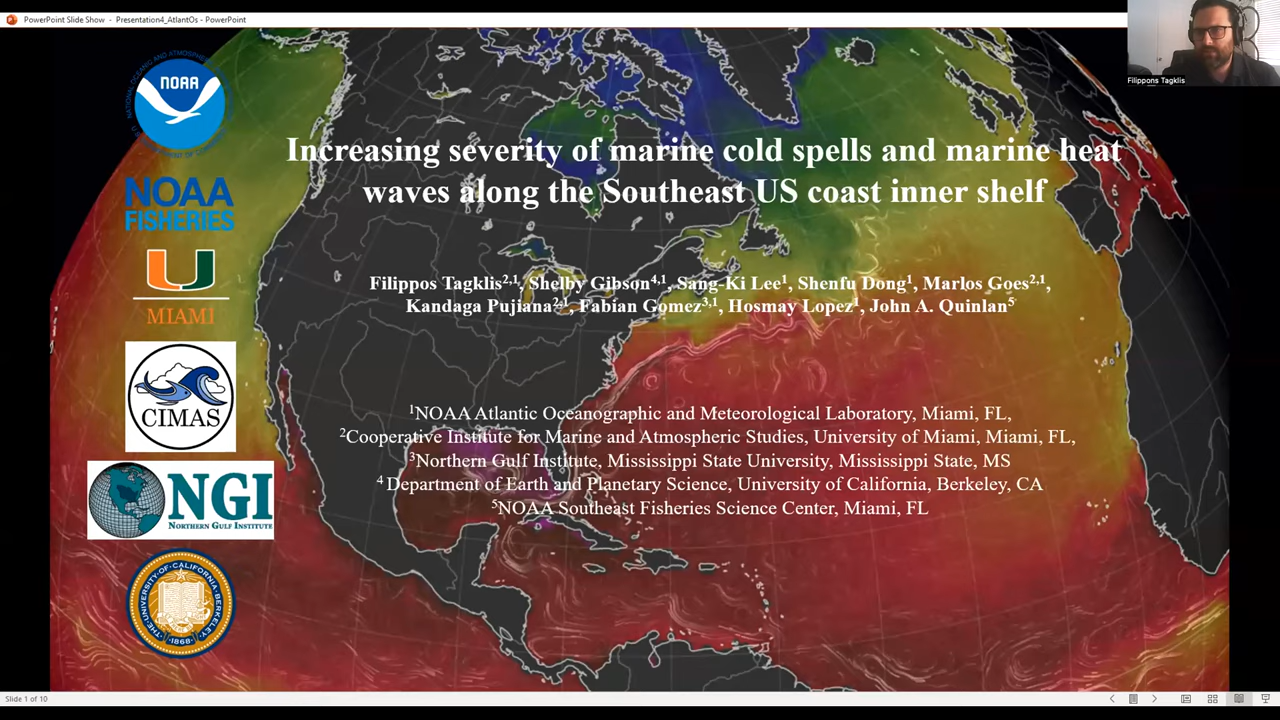 PowerPoint Slide Show - Presentation4_AtlantOs - PowerPoint
Filippons Tagklis
NOAA
NOAA
FISHERIES
MIAMI
CIMAS
NGI
NORTHERN GULF INSTITUTE
THE UNIVERSITY OF CALIFORNIA BERKELEY
1868
Increasing severity of marine cold spells and marine heat
waves along the Southeast US coast inner shelf
Filippos Tagklis2,1, Shelby Gibson4,1, Sang-Ki Lee1, Shenfu Dong1, Marlos Goes2,1,
Kandaga Pujiana2,1, Fabian Gomez3,1, Hosmay Lopez1, John A. Quinlan5
1NOAA Atlantic Oceanographic and Meteorological Laboratory, Miami, FL,
2Cooperative Institute for Marine and Atmospheric Studies, University of Miami, Miami, FL,
3Northern Gulf Institute, Mississippi State University, Mississippi State, MS
4 Department of Earth and Planetary Science, University of California, Berkeley, CA
5NOAA Southeast Fisheries Science Center, Miami, FL
Slide 1 of 10